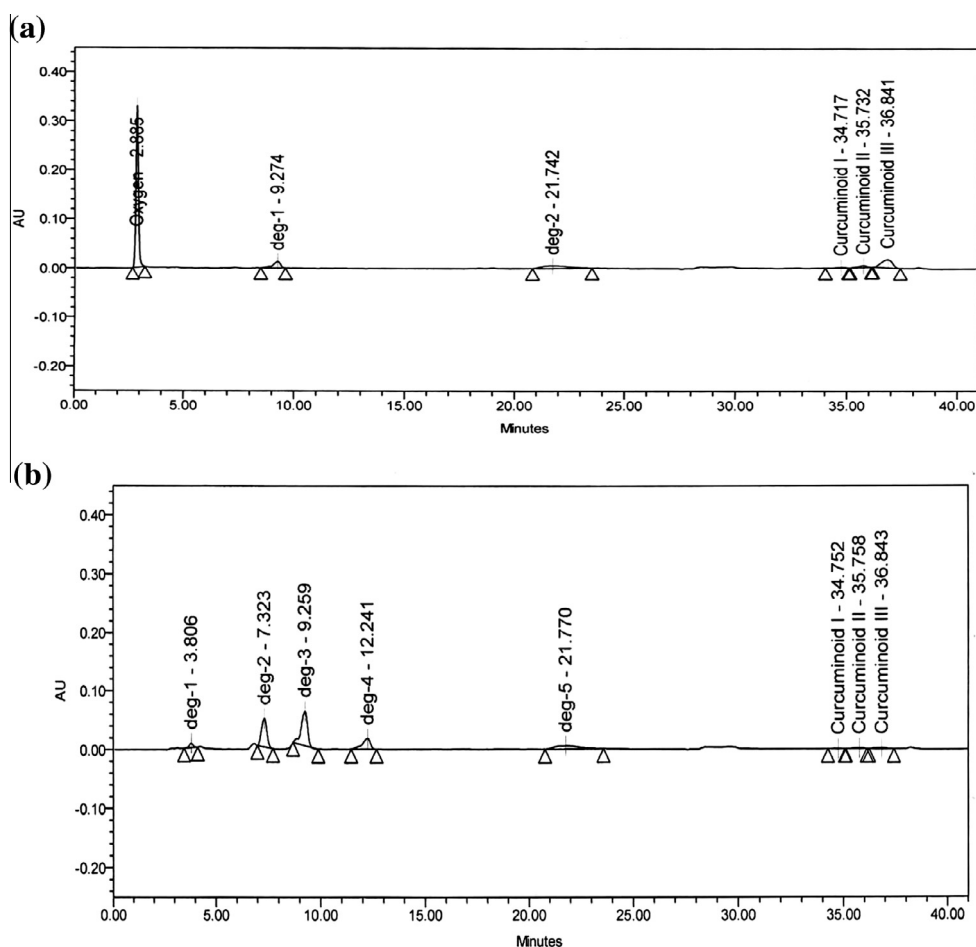 (a)
0.40
0.30
0.20
0.10
0.00
-0.10
-0.20
AU
Oxygen - 2.885
deg-1 - 9.274
deg-2 - 21.742
Curcuminoid I - 34.717
Curcuminoid II - 35.732
Curcuminoid III - 36.841
0.00 5.00 10.00 15.00 20.00 25.00 30.00 35.00 40.00
Minutes
(b)
0.40
0.30
0.20
0.10
0.00
-0.10
-0.20
AU
deg-1 - 3.806
deg-2 - 7.323
deg-3 - 9.259
deg-4 - 12.241
deg-5 - 21.770
Curcuminoid I - 34.752
Curcuminoid II - 35.758
Curcuminoid III - 36.843
0.00 5.00 10.00 15.00 20.00 25.00 30.00 35.00 40.00
Minutes